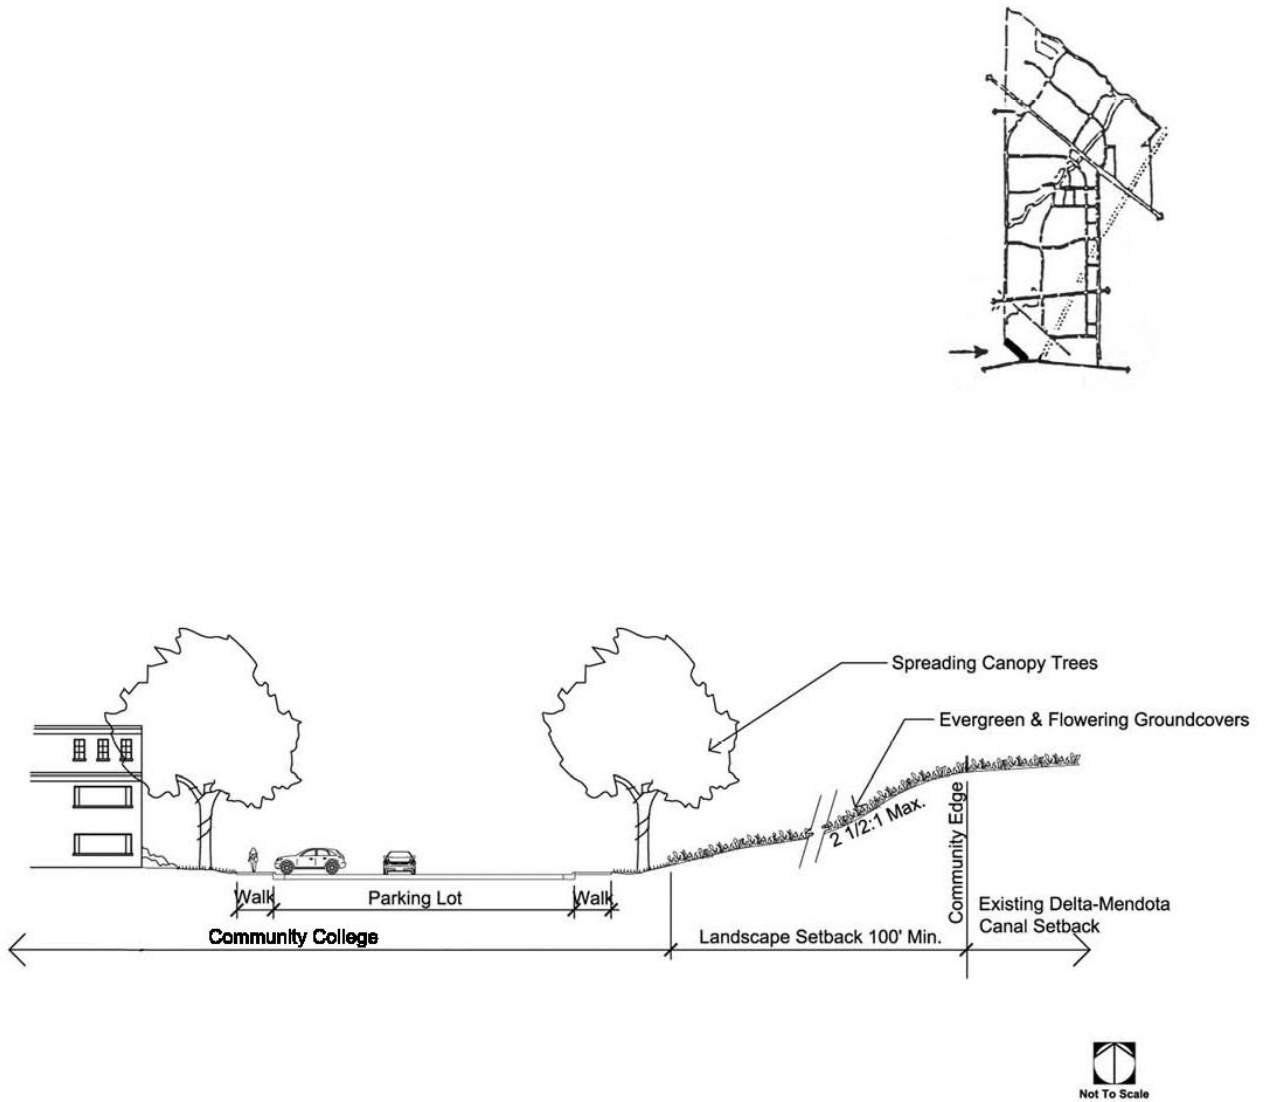 Spreading Canopy Trees
Evergreen & Flowering Groundcovers
2 1/2:1 Max.
Community Edge
Walk
Parking Lot
Walk
Existing Delta-Mendota
Canal Setback
Community College
Landscape Setback 100' Min.
Not To Scale